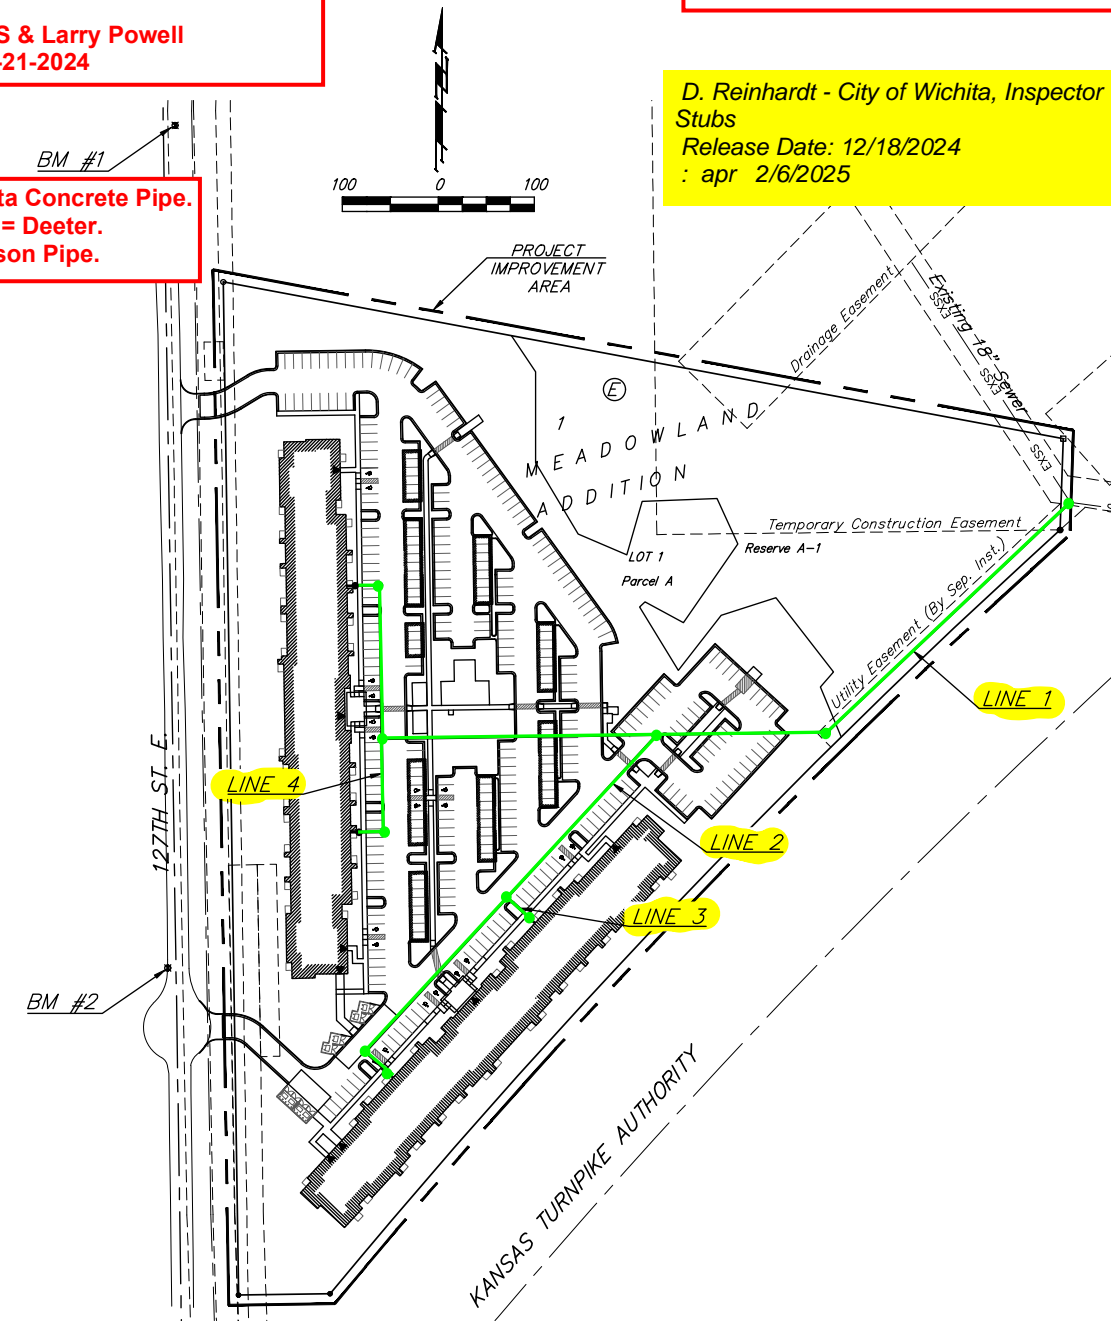 S & Larry Powell
-21-2024
D. Reinhardt - City of Wichita, Inspector
Stubs
Release Date: 12/18/2024
: apr 2/6/2025
BM #1
100 0 100
ta Concrete Pipe.
= Deeter.
son Pipe.
PROJECT
IMPROVEMENT
AREA
Drainage Easement
Existing 18" Sewer
EXSS
EXSS
EXSS
E
1
MEADOWLAND
ADDITION
Temporary Construction Easement
LOT 1
Parcel A
Reserve A-1
Utility Easement (By Sep. Inst.)
LINE 1
127TH ST. E.
LINE 4
LINE 2
LINE 3
BM #2
KANSAS TURNPIKE AUTHORITY